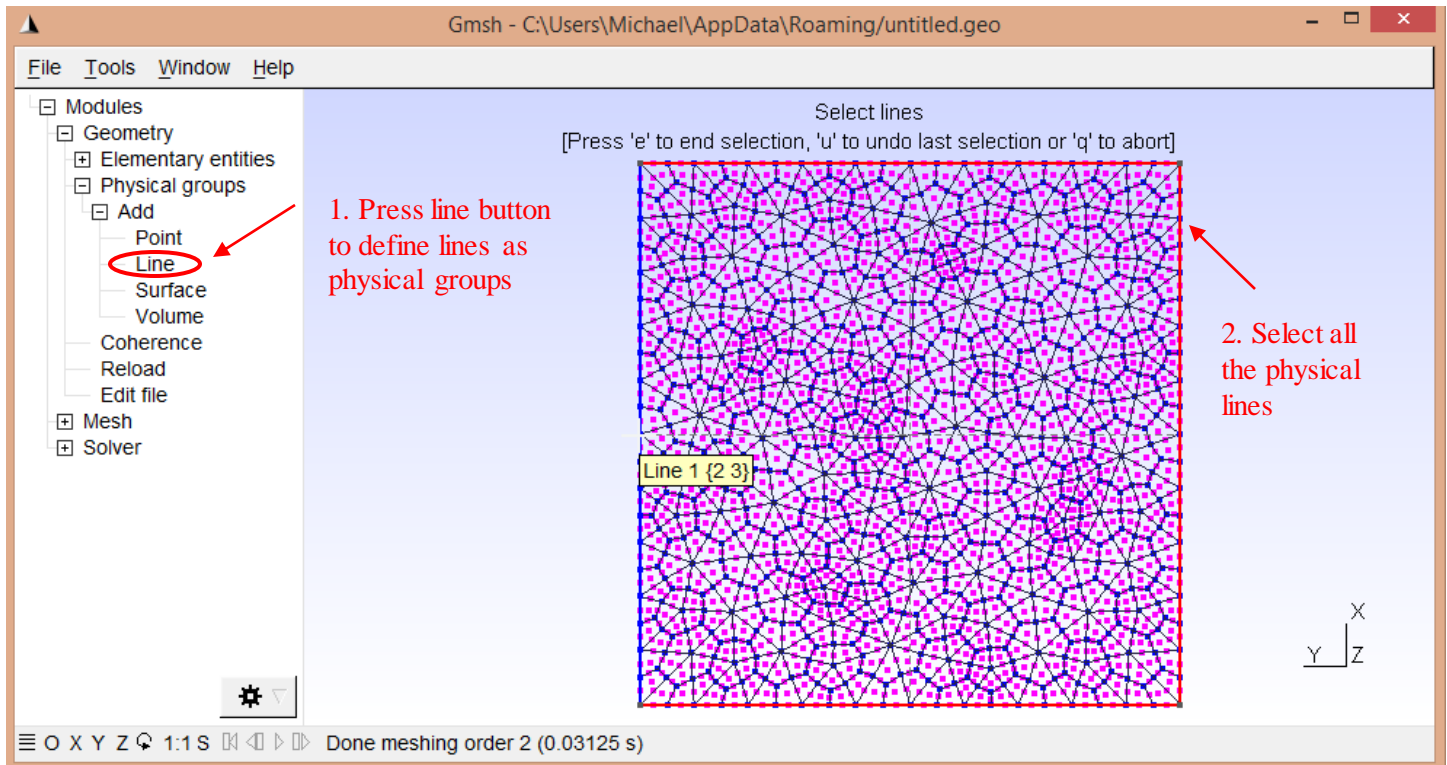 Gmsh - C:\Users\Michael\AppData\Roaming/untitled.geo
File Tools Window Help
Modules
Geometry
Elementary entities
Physical groups
Add
Point
Line
Surface
Volume
Coherence
Reload
Edit file
Mesh
Solver
1. Press line button
to define lines as
physical groups
Select lines
[Press 'e' to end selection, 'u' to undo last selection or 'q' to abort]
Line 1 {2 3}
2. Select all
the physical
lines
X
Y Z
O X Y Z 1:1 S Done meshing order 2 (0.03125 s)